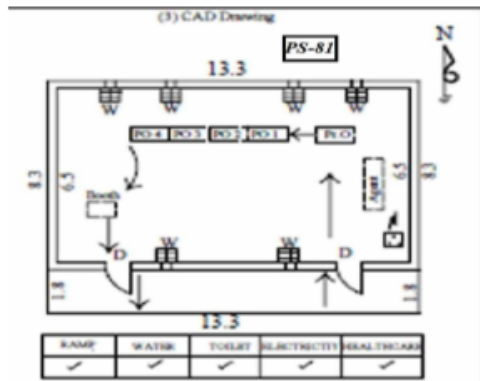 (3) CAD Drawing
PS-81
N
13.3
W W W W
PO 4 PO 3 PO 2 PO 1 Pr.O
8.3 6.5 6.5 8.3
Agent
Booth
W W
D D
1.8 1.8
13.3
RAMP WATER TOILET ELECTRICITY HEALTHCARE
✓ ✓ ✓ ✓ ✓